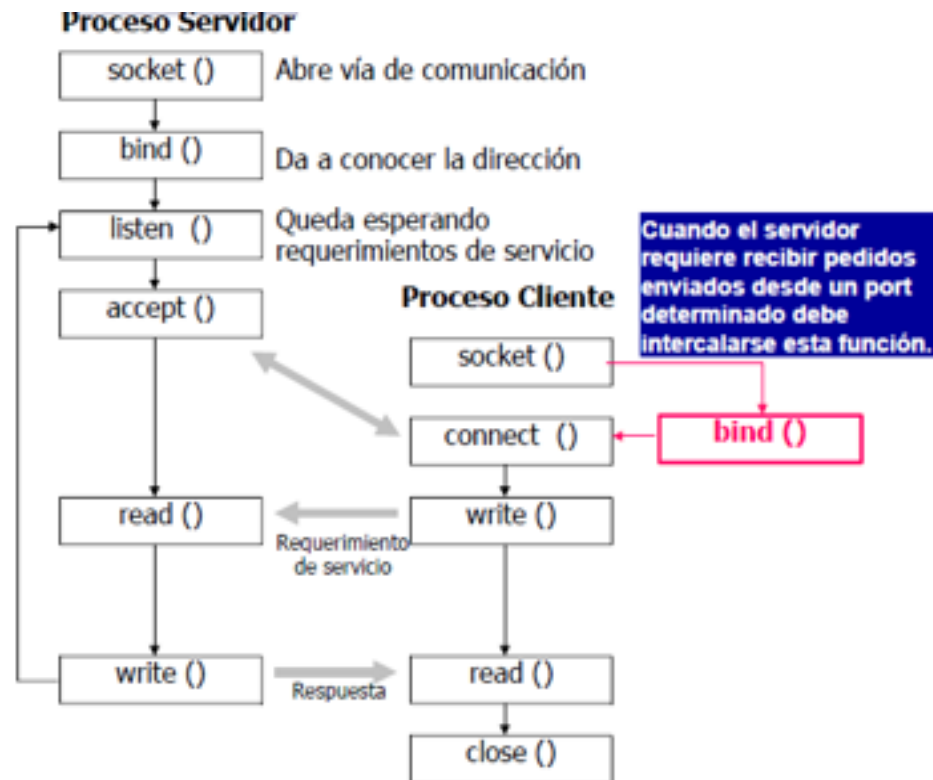 Proceso Servidor
socket ()
Abre vía de comunicación
bind ()
Da a conocer la dirección
listen ()
Queda esperando
requerimientos de servicio
accept ()
Cuando el servidor
requiere recibir pedidos
enviados desde un port
determinado debe
intercalarse esta función.
Proceso Cliente
socket ()
connect ()
bind ()
read ()
write ()
Requerimiento
de servicio
write ()
read ()
Respuesta
close ()